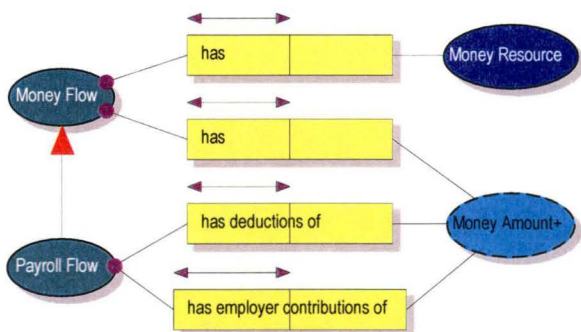 has
Money Resource
Money Flow
has
has deductions of
Money Amount+
Payroll Flow
has employer contributions of